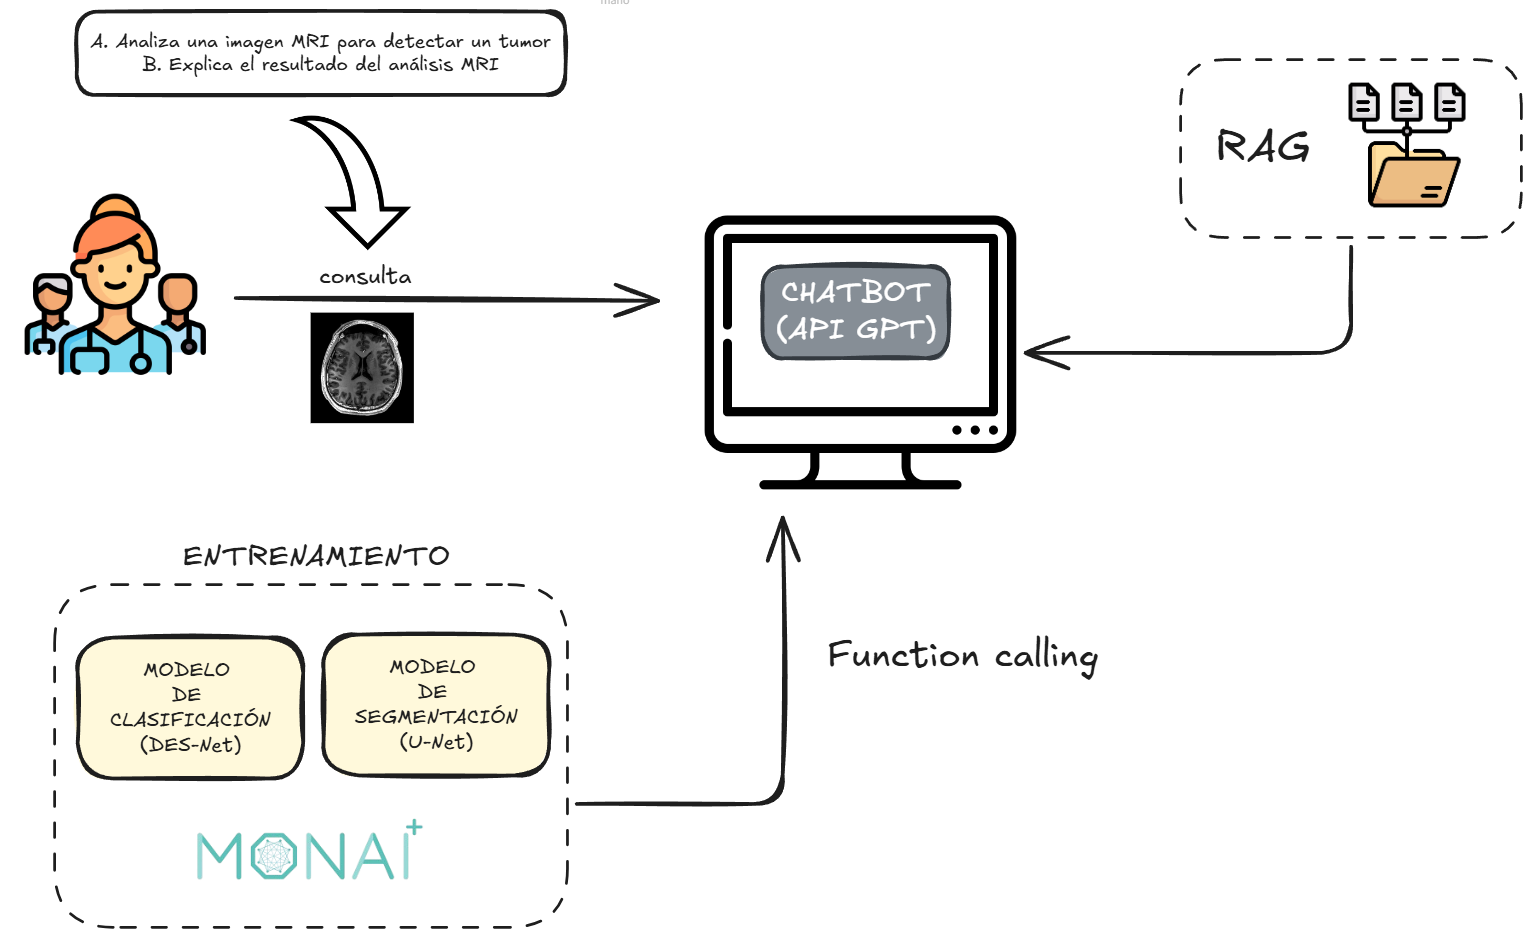 mano
A. Analiza una imagen MRI para detectar un tumor
B. Explica el resultado del análisis MRI
consulta
CHATBOT
(API GPT)
RAG
ENTRENAMIENTO
MODELO
DE
CLASIFICACIÓN
(DES-Net)
MODELO
DE
SEGMENTACIÓN
(U-Net)
MONAI+
Function calling